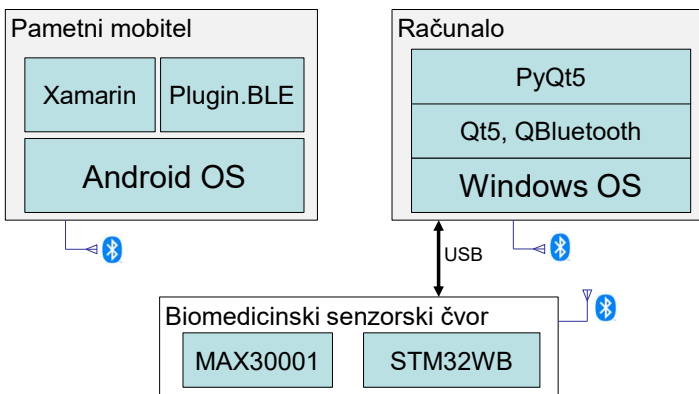 Pametni mobitel
Xamarin
Plugin.BLE
Android OS
Računalo
PyQt5
Qt5, QBluetooth
Windows OS
USB
Biomedicinski senzorski čvor
MAX30001
STM32WB